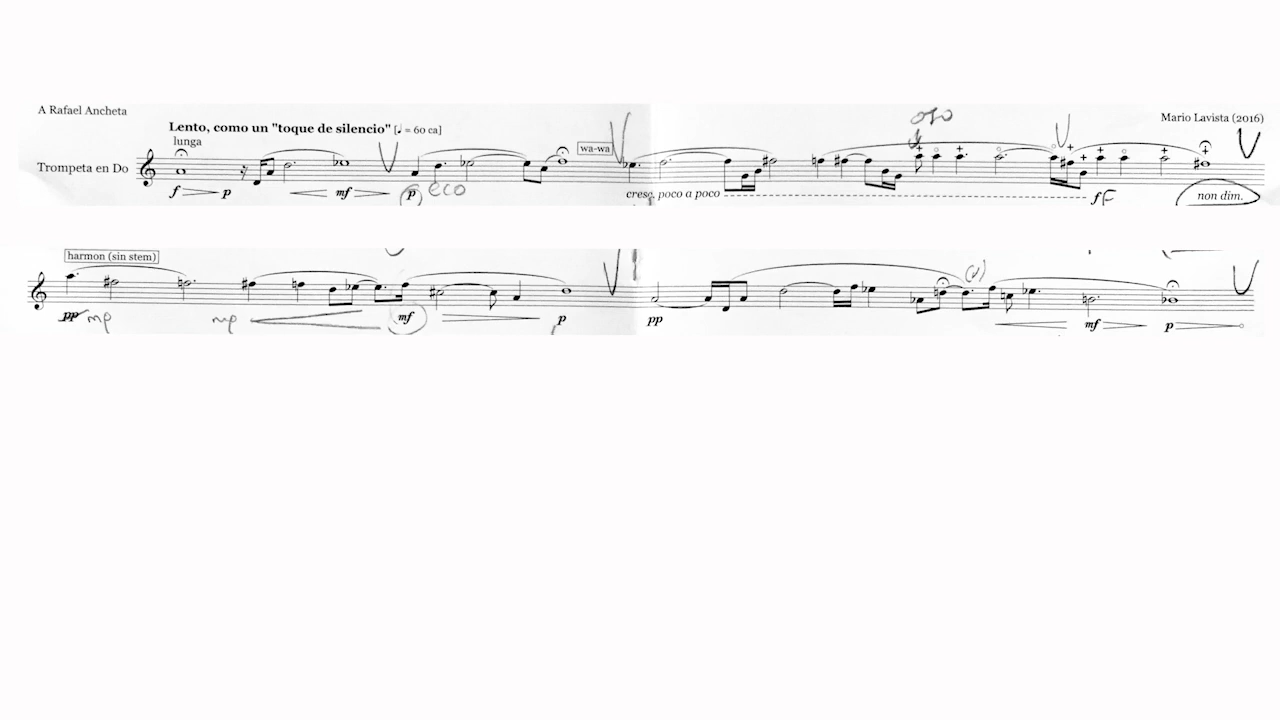 A Rafael Ancheta
Mario Lavista (2016)
Lento, como un "toque de silencio" [♩ = 60 ca]
lunga
wa-wa
Trompeta en Do
f p mf p eco cresc. poco a poco f F non dim.
harmon (sin stem)
pp mp mp mf p pp mf p